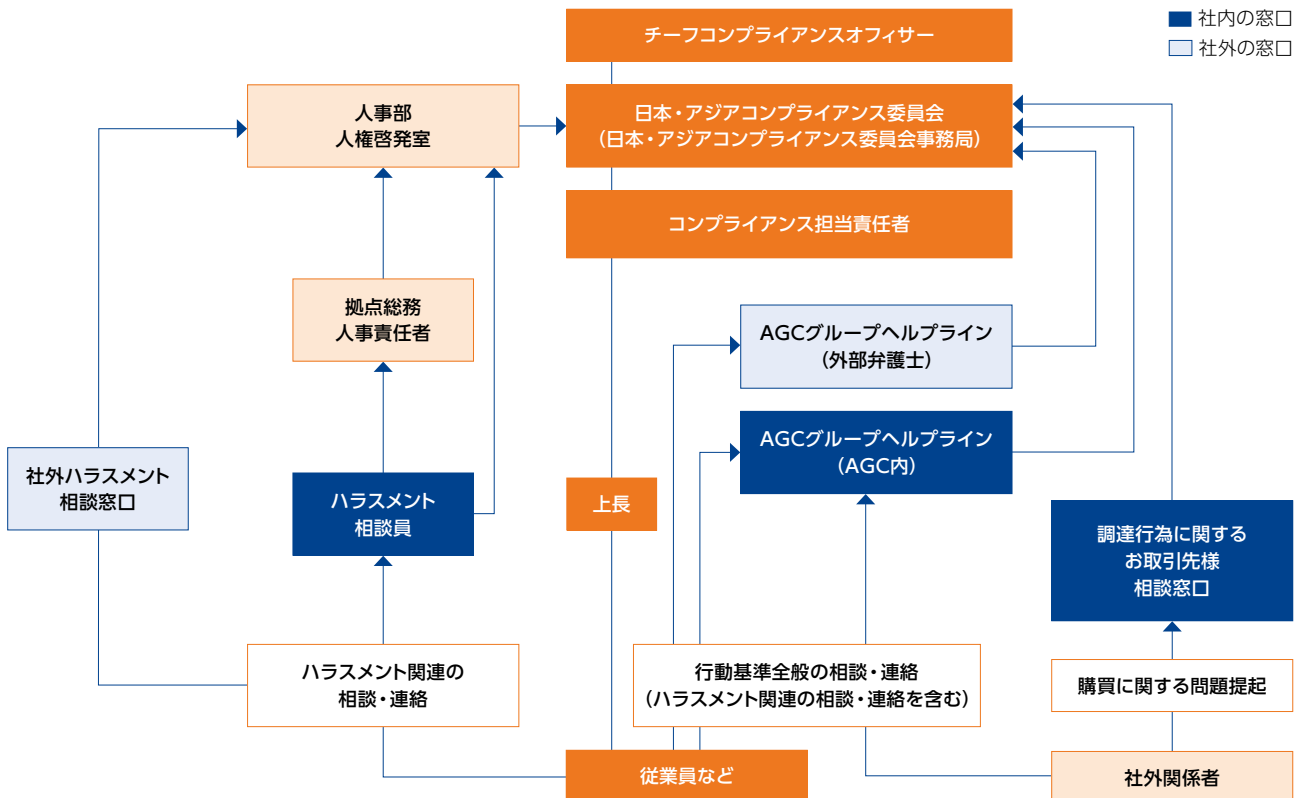 チーフコンプライアンスオフィサー
社内の窓口
社外の窓口
人事部
人権啓発室
日本・アジアコンプライアンス委員会
（日本・アジアコンプライアンス委員会事務局）
コンプライアンス担当責任者
拠点総務
人事責任者
AGCグループヘルプライン
（外部弁護士）
AGCグループヘルプライン
（AGC内）
社外ハラスメント
相談窓口
ハラスメント
相談員
上長
調達行為に関する
お取引先様
相談窓口
ハラスメント関連の
相談・連絡
行動基準全般の相談・連絡
（ハラスメント関連の相談・連絡を含む）
購買に関する問題提起
従業員など
社外関係者